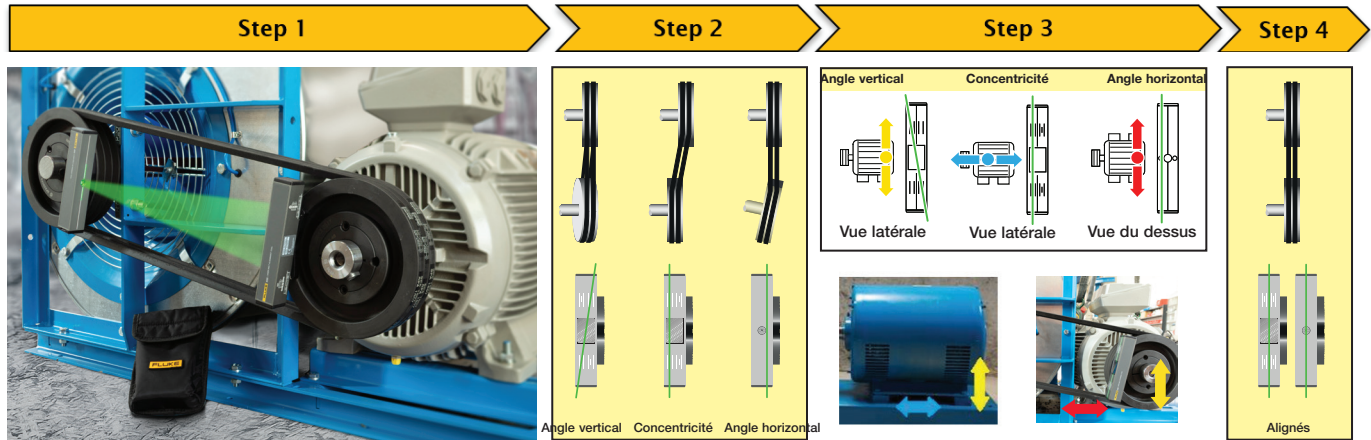 Step 1
Step 2
Step 3
Step 4
FLUKE
Angle vertical
Concentricité
Angle horizontal
Angle vertical
Concentricité
Angle horizontal
Vue latérale
Vue latérale
Vue du dessus
Alignés